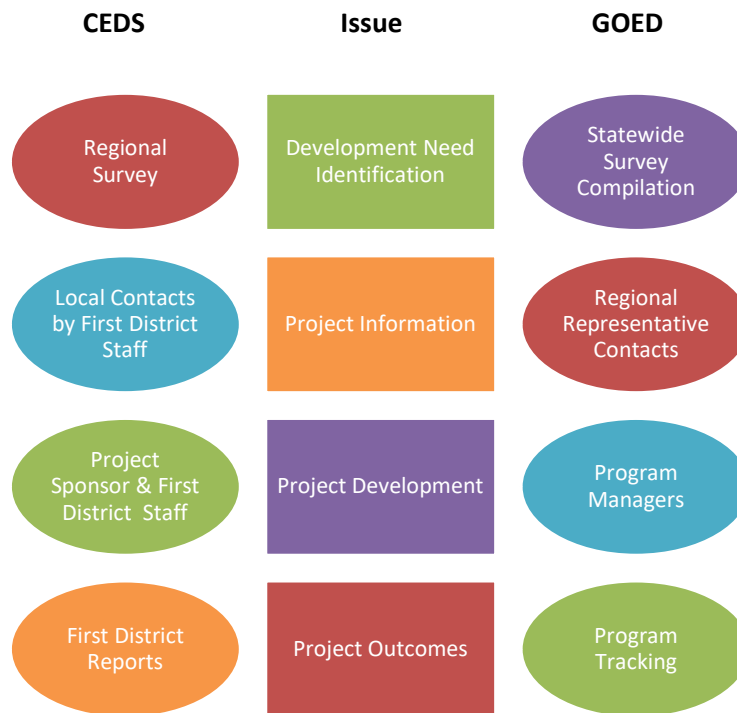 CEDS Issue GOED
Regional
Survey
Development Need
Identification
Statewide
Survey
Compilation
Local Contacts
by First District
Staff
Project Information
Regional
Representative
Contacts
Project
Sponsor & First
District Staff
Project Development
Program
Managers
First District
Reports
Project Outcomes
Program
Tracking